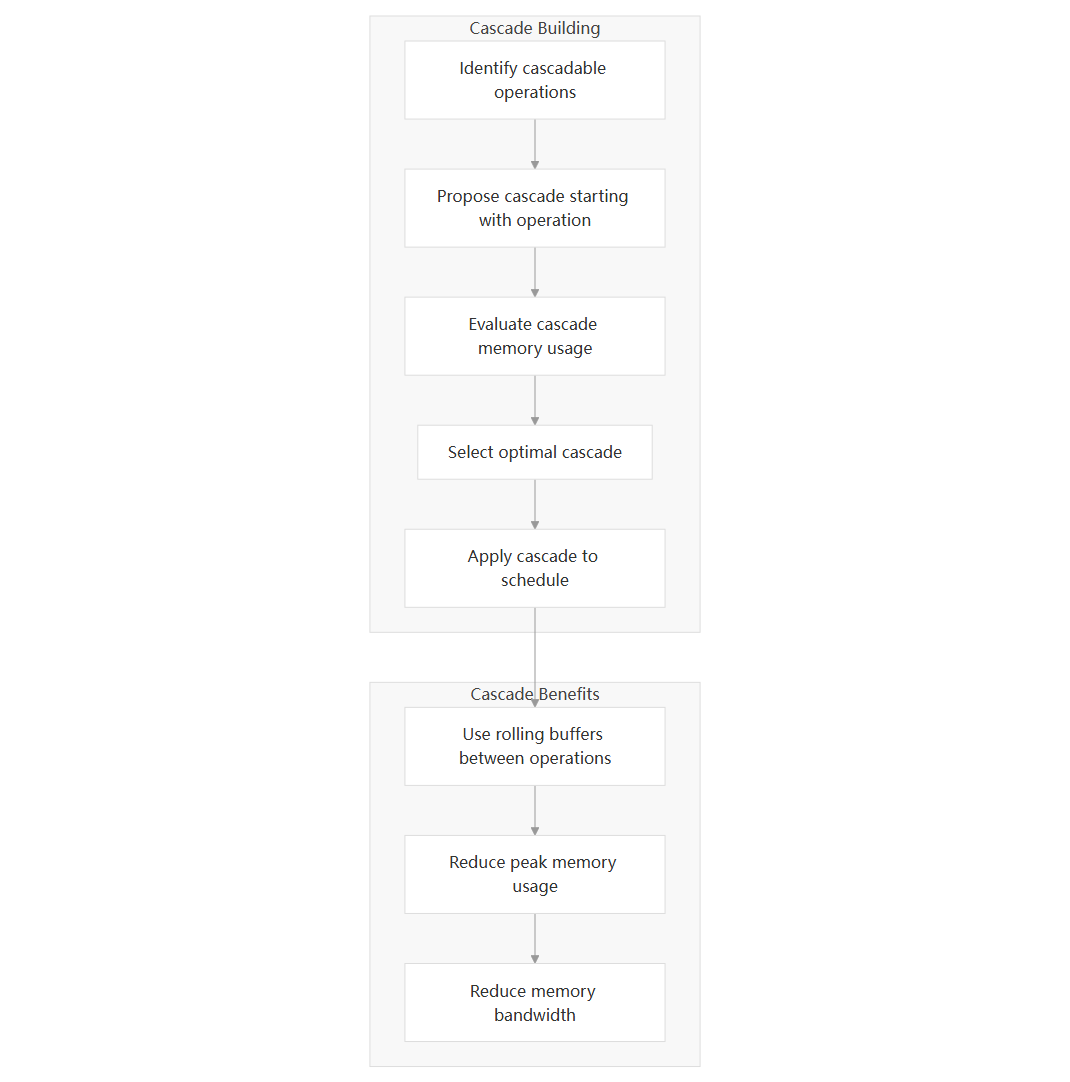 Cascade Building
Identify cascadable
operations
Propose cascade starting
with operation
Evaluate cascade
memory usage
Select optimal cascade
Apply cascade to
schedule
Cascade Benefits
Use rolling buffers
between operations
Reduce peak memory
usage
Reduce memory
bandwidth